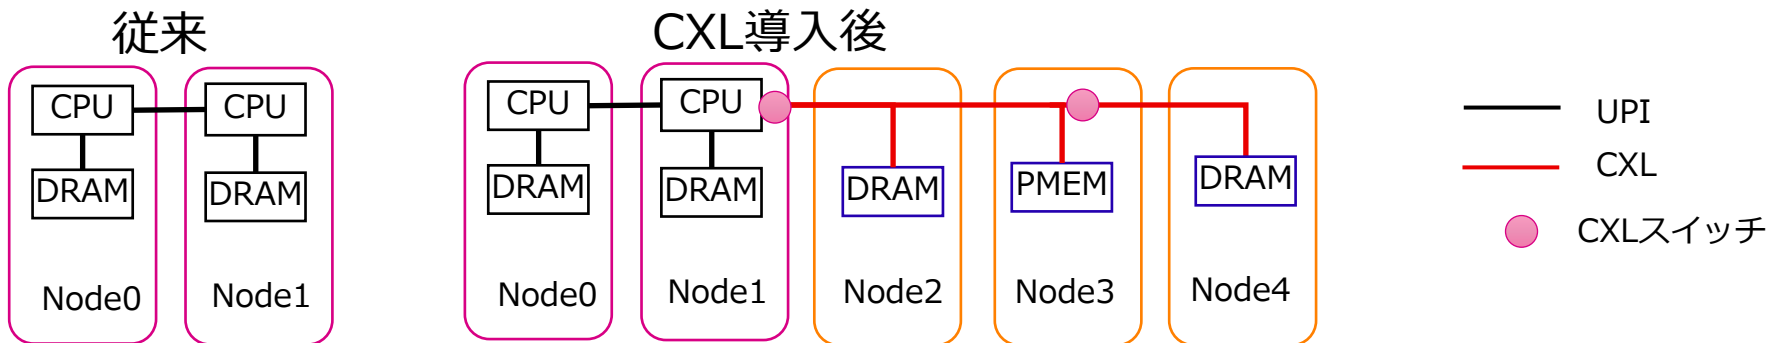 従来
CPU
CPU
DRAM
DRAM
Node0
Node1
CXL導入後
CPU
CPU
DRAM
DRAM
DRAM
PMEM
DRAM
Node0
Node1
Node2
Node3
Node4
UPI
CXL
CXLスイッチ